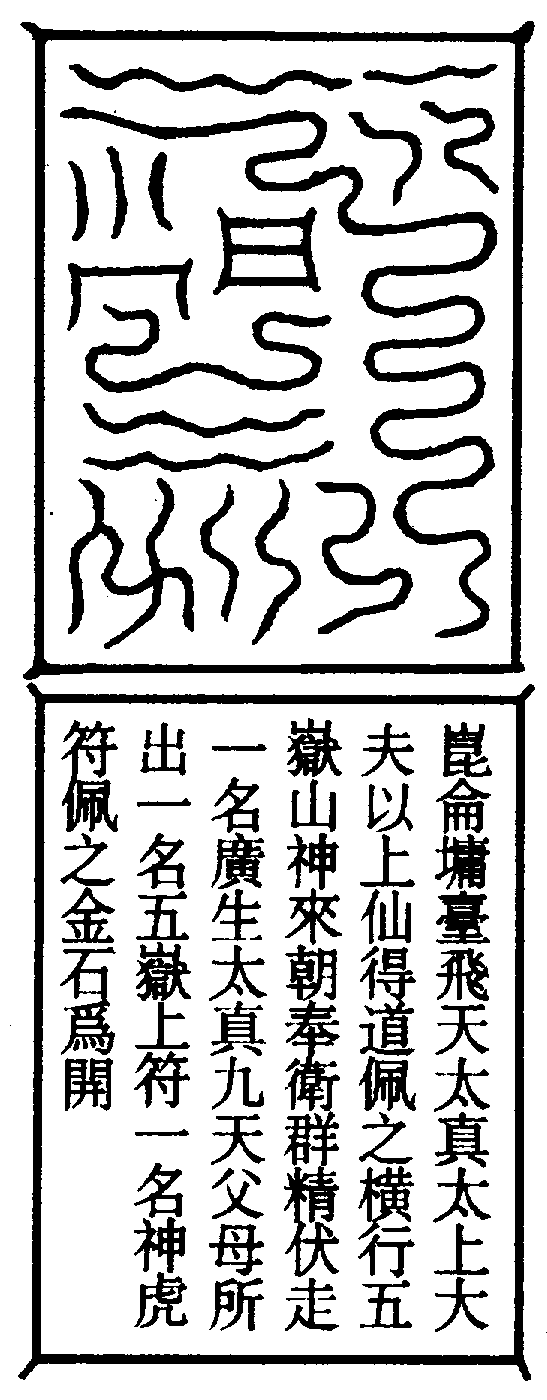 崑崙墉臺飛天太真太上大
夫以上仙得道佩之橫行五
嶽山神來朝奉衛群精伏走
一名廣生太真九天父母所
出一名五嶽上符一名神虎
符佩之金石爲開